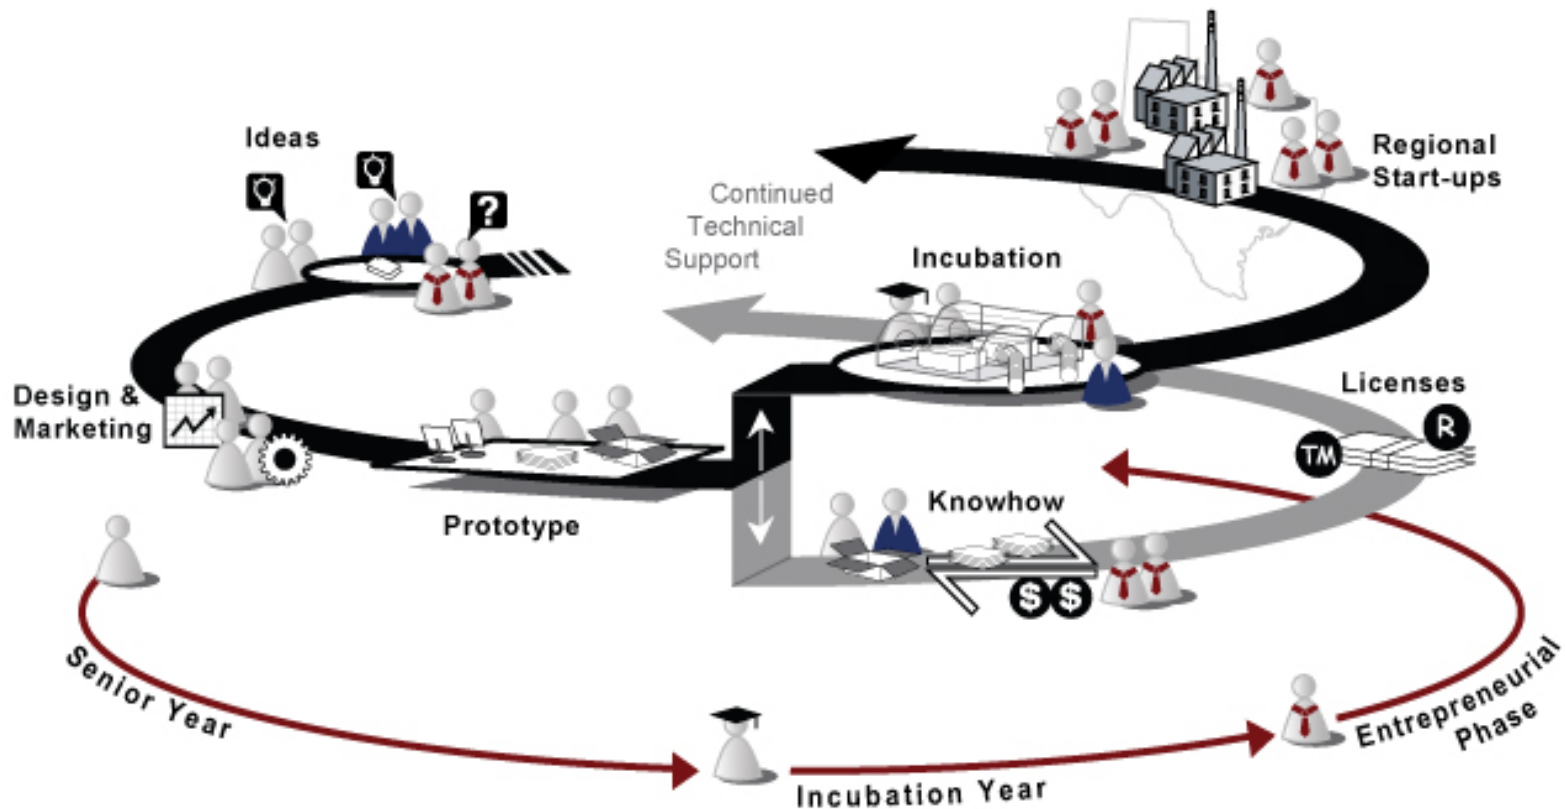 Ideas
?
Design &
Marketing
Prototype
Continued
Technical
Support
Incubation
Regional
Start-ups
Licenses
TM
R
Knowhow
$ $
Senior Year
Incubation Year
Entrepreneurial
Phase